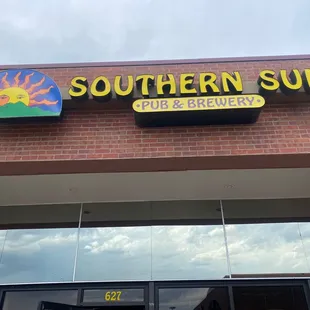 SOUTHERN SU
PUB & BREWERY
627